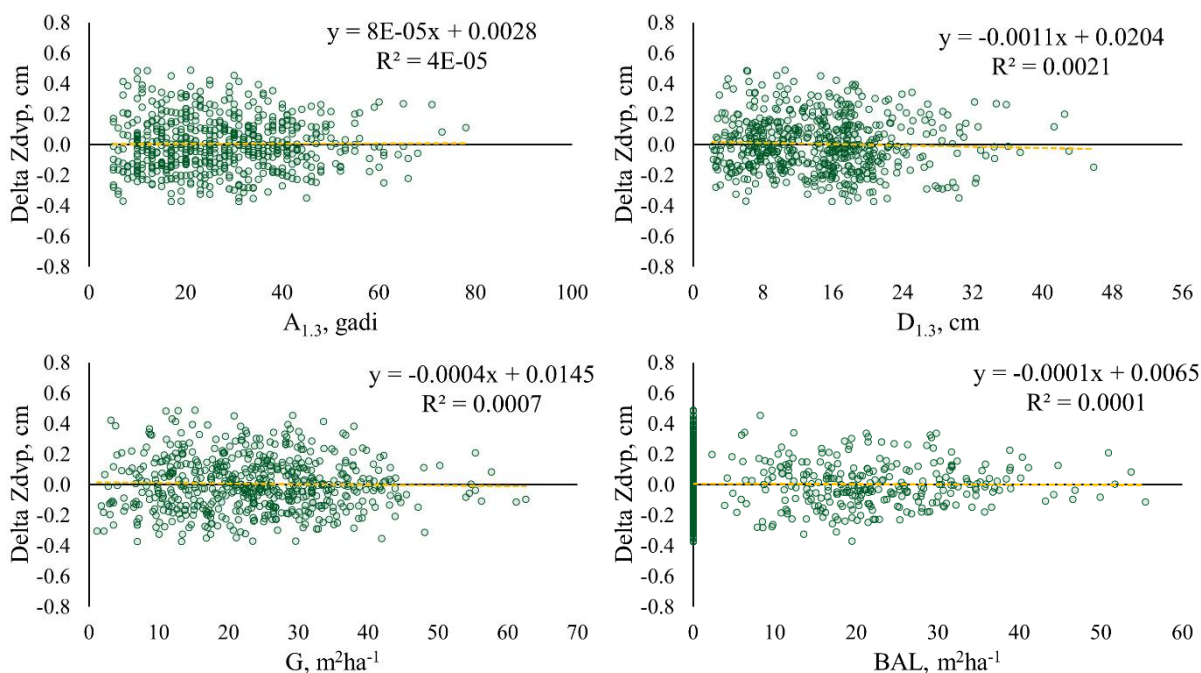 y = 8E-05x + 0.0028
R² = 4E-05
Delta Zdvp, cm
0.8
0.6
0.4
0.2
0.0
-0.2
-0.4
-0.6
-0.8
0 20 40 60 80 100
A1.3, gadi
y = -0.0011x + 0.0204
R² = 0.0021
Delta Zdvp, cm
0.8
0.6
0.4
0.2
0.0
-0.2
-0.4
-0.6
-0.8
0 8 16 24 32 40 48 56
D1.3, cm
y = -0.0004x + 0.0145
R² = 0.0007
Delta Zdvp, cm
0.8
0.6
0.4
0.2
0.0
-0.2
-0.4
-0.6
-0.8
0 10 20 30 40 50 60 70
G, m²ha⁻¹
y = -0.0001x + 0.0065
R² = 0.0001
Delta Zdvp, cm
0.8
0.6
0.4
0.2
0.0
-0.2
-0.4
-0.6
-0.8
0 10 20 30 40 50 60
BAL, m²ha⁻¹